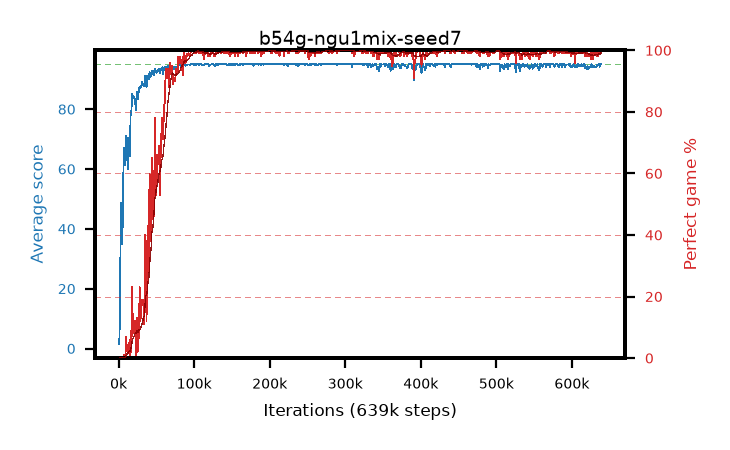 b54g-ngu1mix-seed7
Average score
Perfect game %
80
60
40
20
0
100
80
60
40
20
0
0k 100k 200k 300k 400k 500k 600k
Iterations (639k steps)